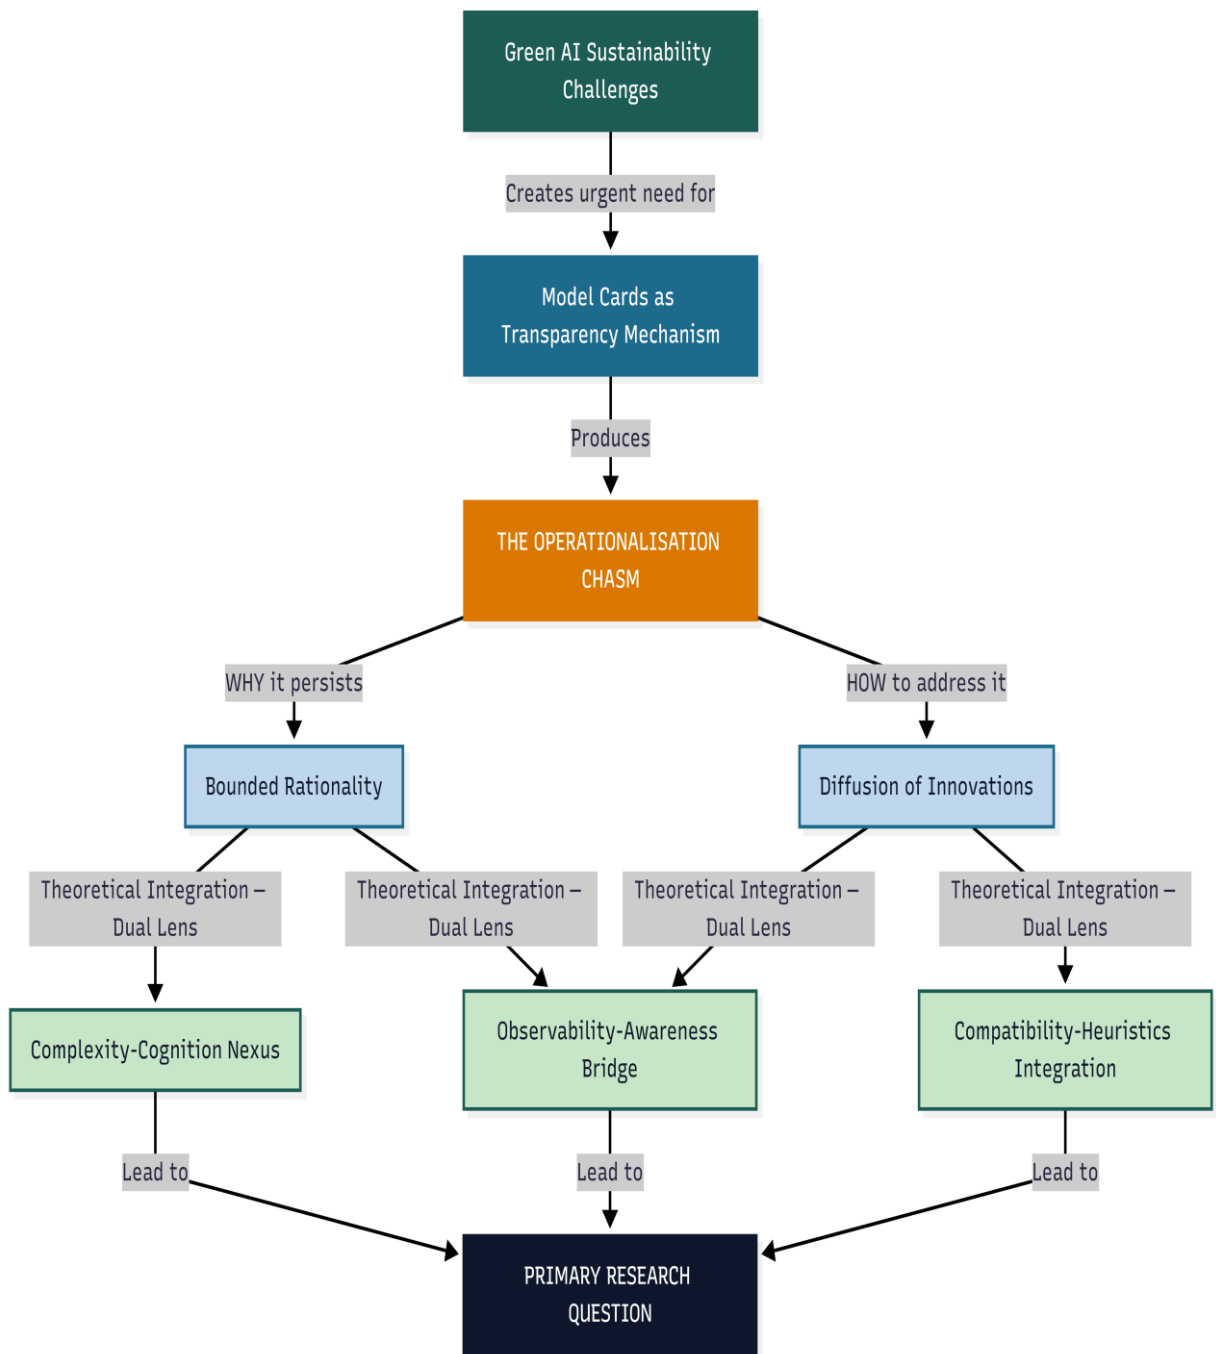 Green AI Sustainability
Challenges
Creates urgent need for
Model Cards as
Transparency Mechanism
Produces
THE OPERATIONALISATION
CHASM
WHY it persists
HOW to address it
Bounded Rationality
Diffusion of Innovations
Theoretical Integration –
Dual Lens
Theoretical Integration –
Dual Lens
Theoretical Integration –
Dual Lens
Theoretical Integration –
Dual Lens
Complexity-Cognition Nexus
Observability-Awareness
Bridge
Compatibility-Heuristics
Integration
Lead to
Lead to
Lead to
PRIMARY RESEARCH
QUESTION